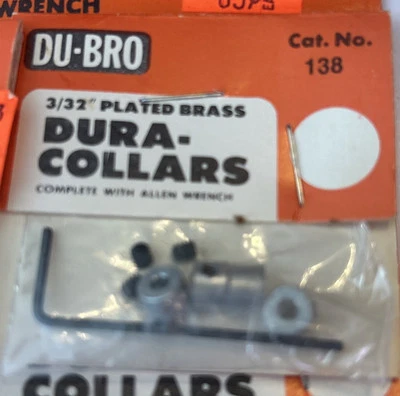 WRENCH
DU-BRO
Cat. No.
138
3/32" PLATED BRASS
DURA-
COLLARS
COMPLETE WITH ALLEN WRENCH
COLLARS